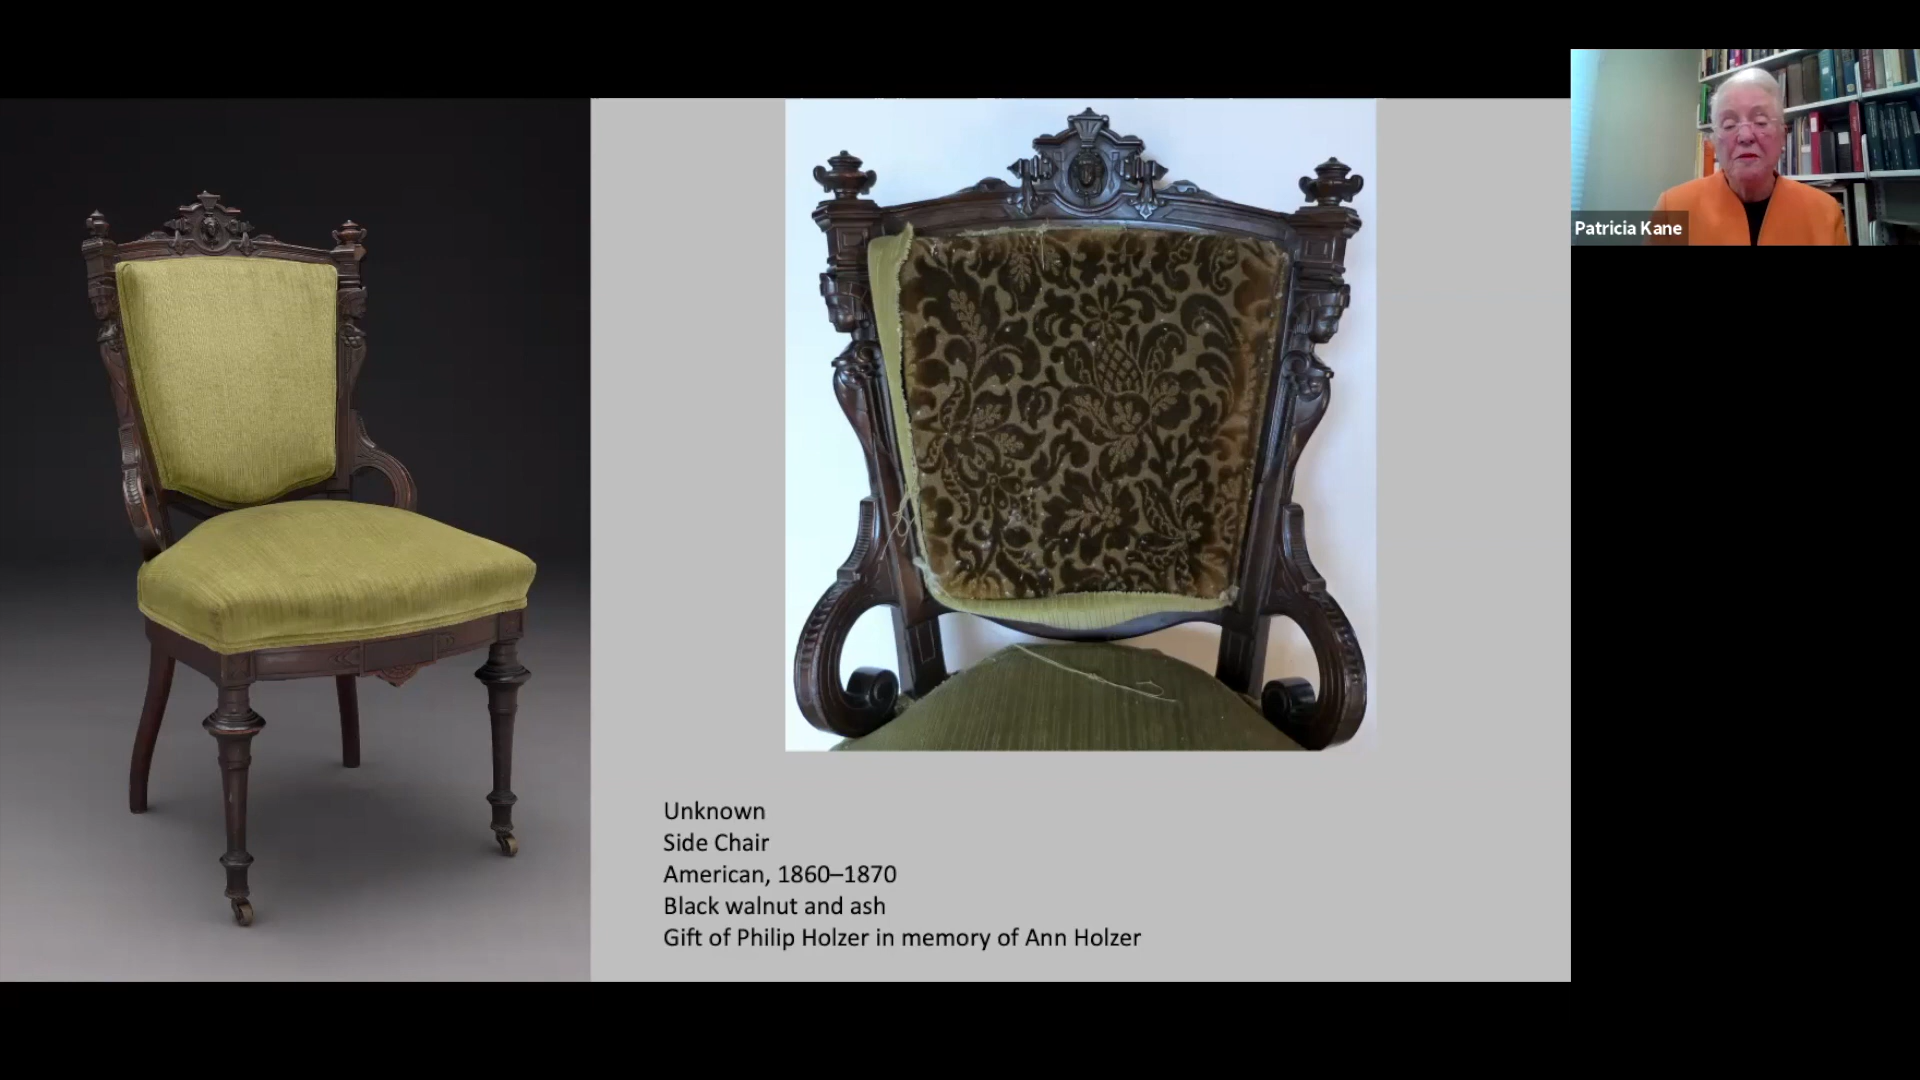 Patricia Kane
Unknown
Side Chair
American, 1860–1870
Black walnut and ash
Gift of Philip Holzer in memory of Ann Holzer